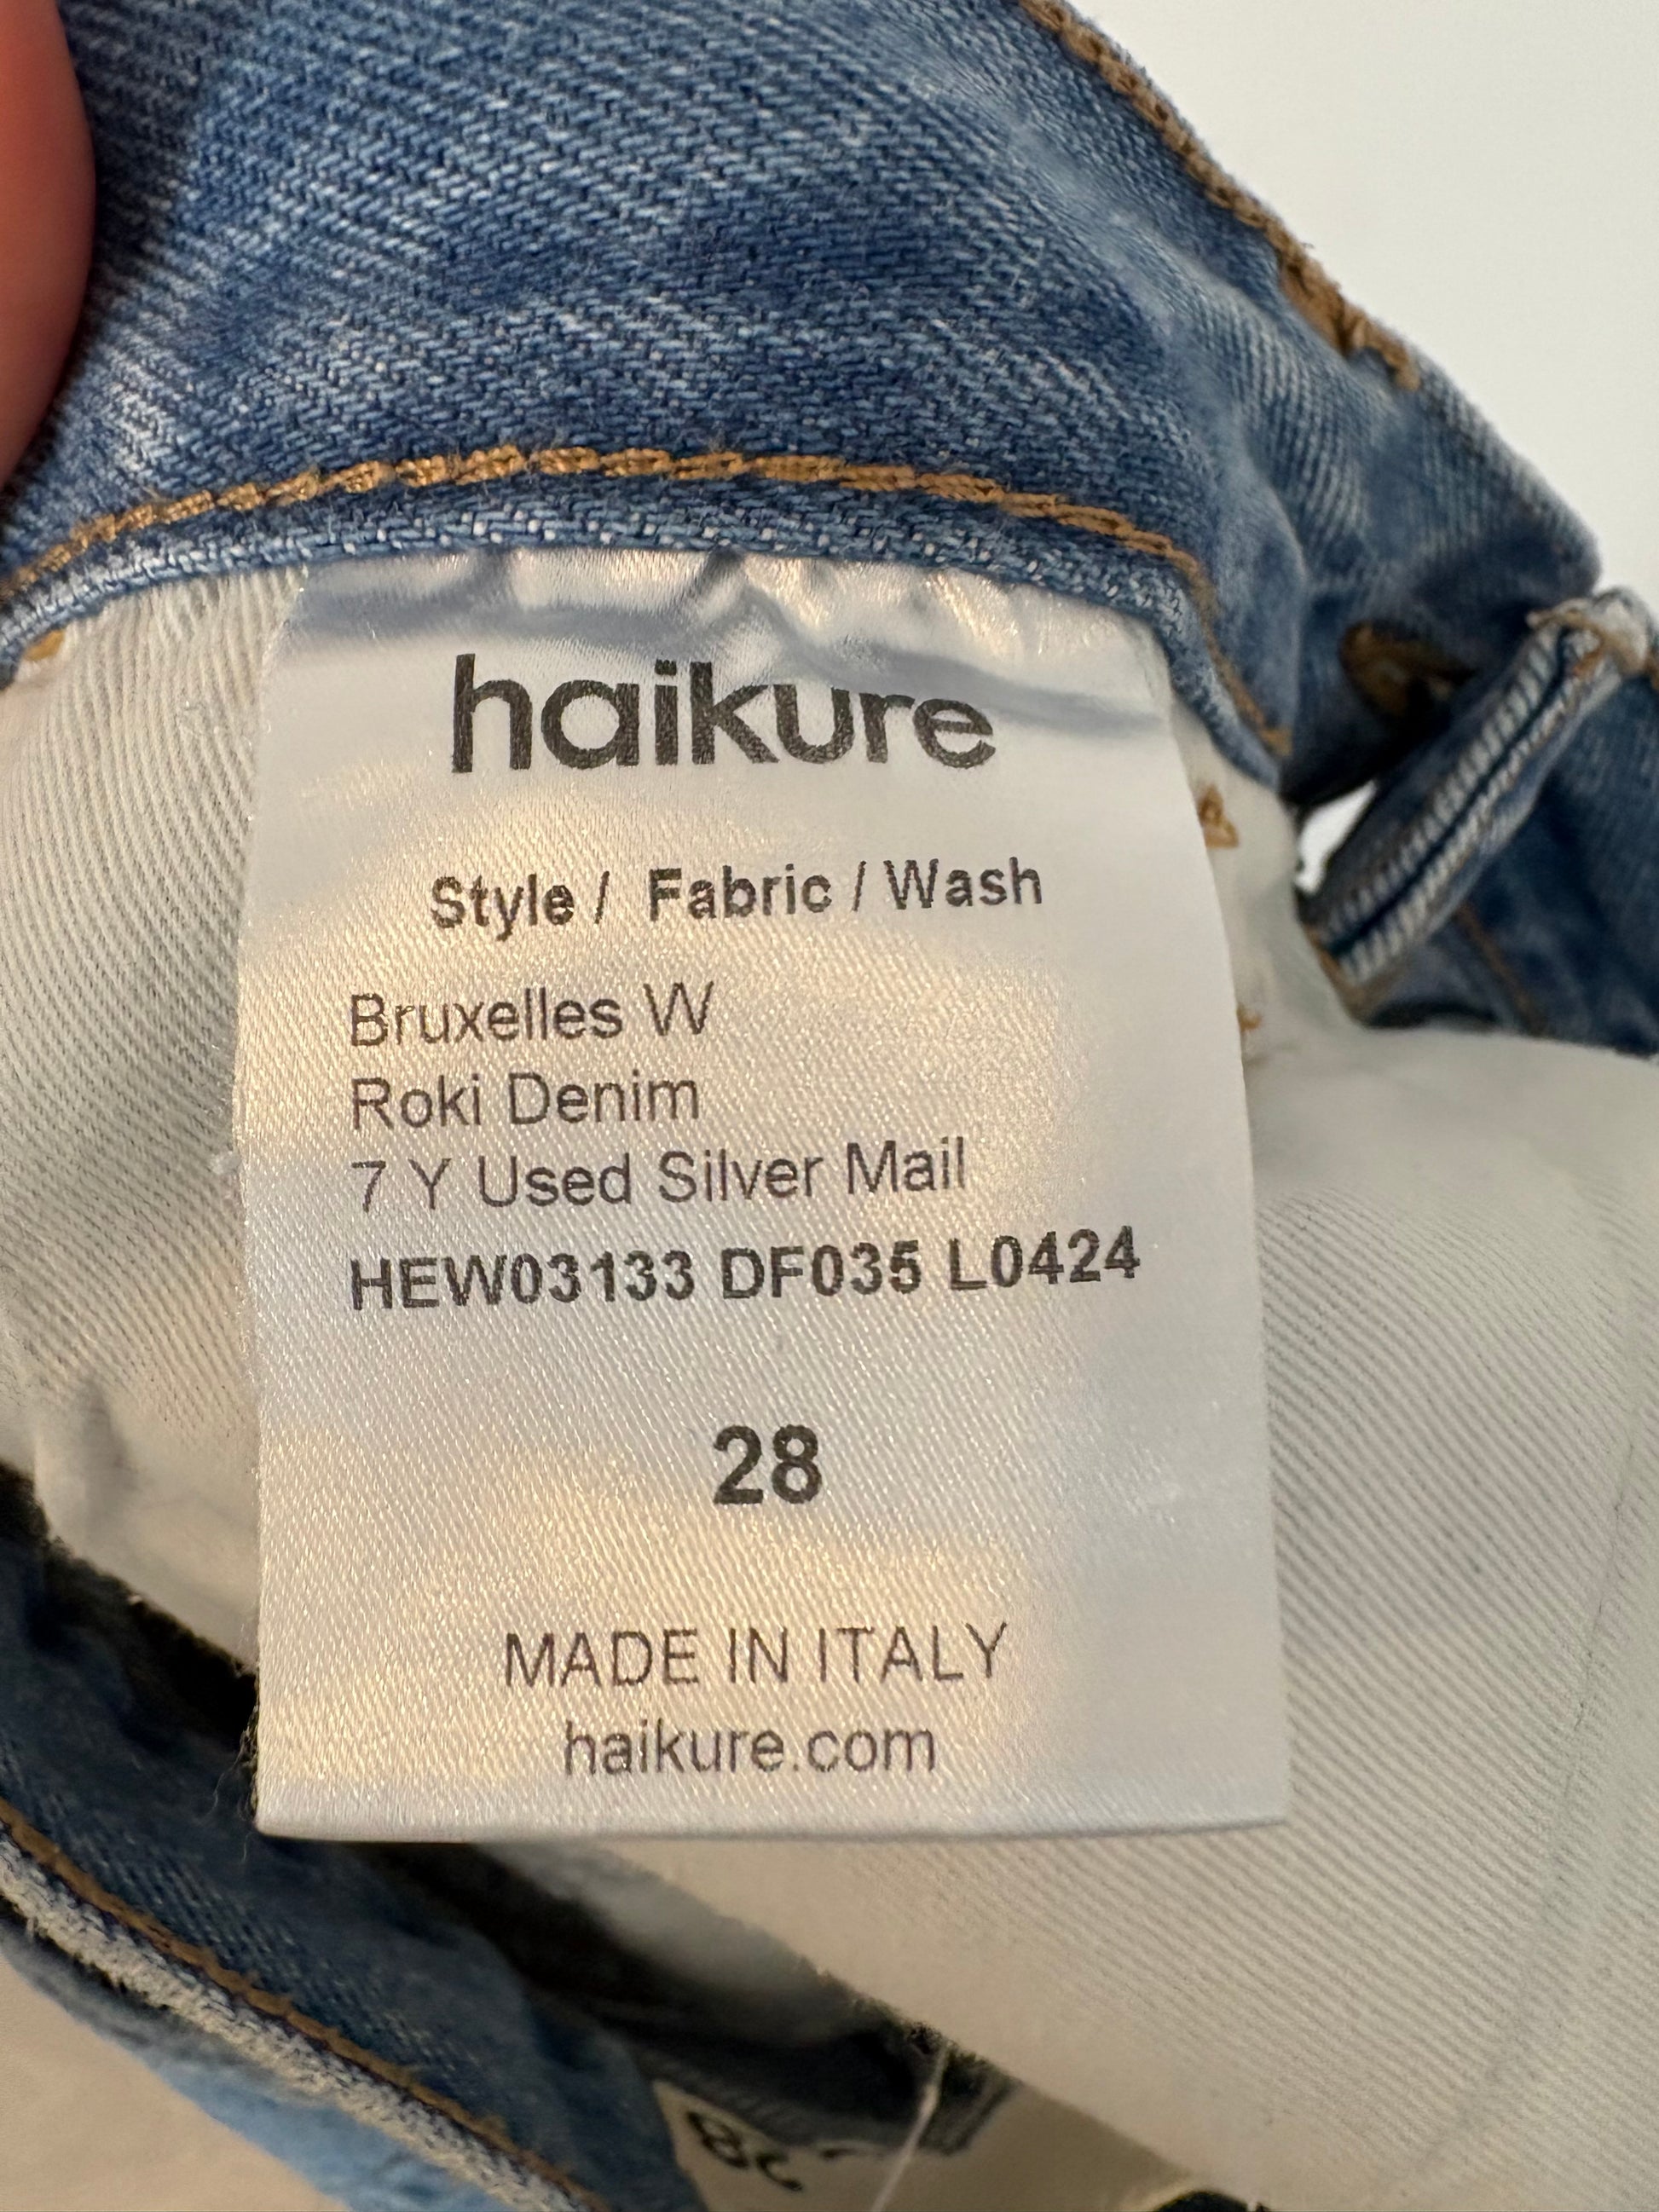 haikure
Style / Fabric / Wash
Bruxelles W
Roki Denim
7 Y Used Silver Mail
HEW03133 DF035 L0424
28
MADE IN ITALY
haikure.com